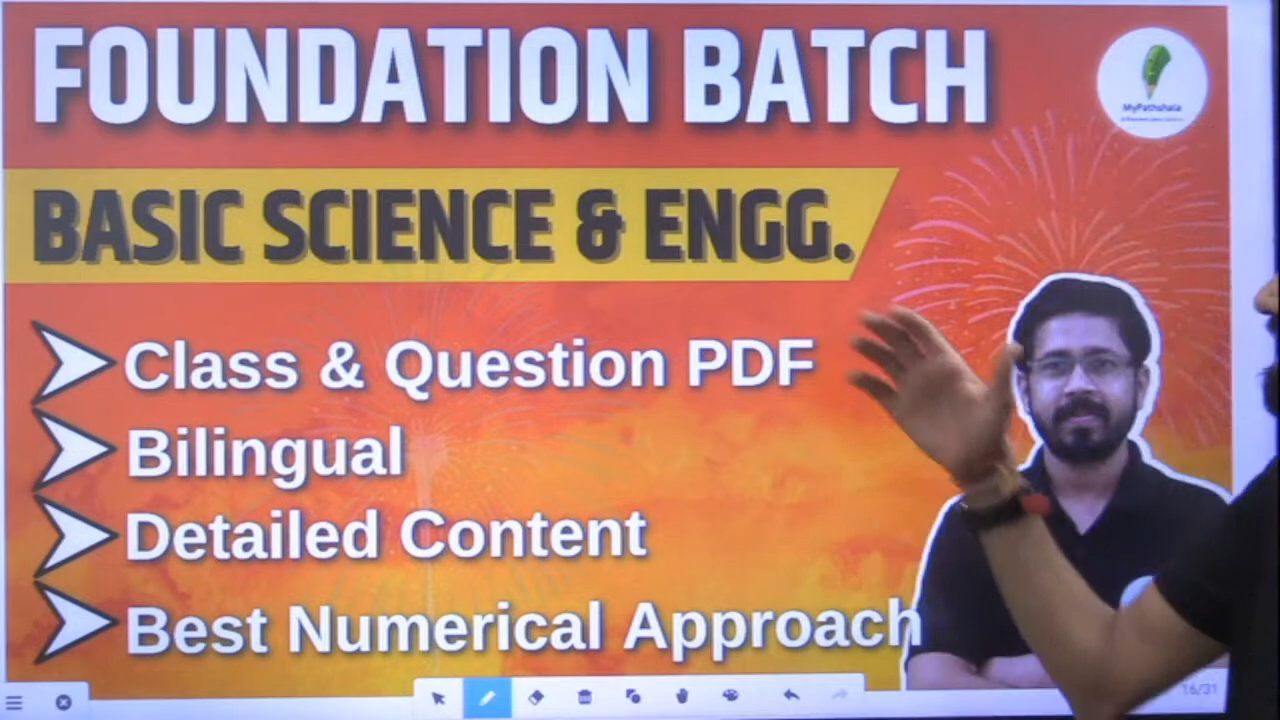 FOUNDATION BATCH
MyPathshala
BASIC SCIENCE & ENGG.
Class & Question PDF
Bilingual
Detailed Content
Best Numerical Approach
16/31